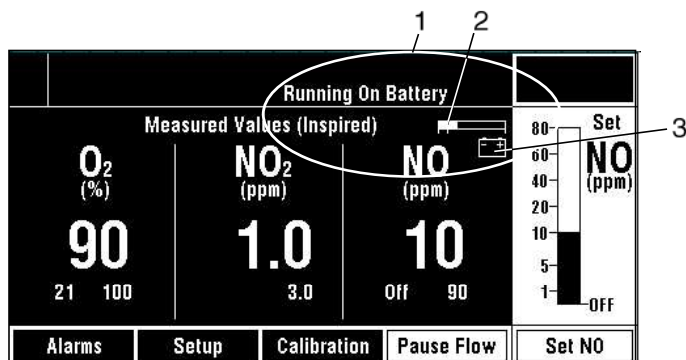 1 2
Running On Battery
Measured Values (Inspired)
3
O2 (%)
90
21 100
NO2 (ppm)
1.0
3.0
NO (ppm)
10
Off 90
Set NO (ppm)
80
60
40
20
10
5
1
OFF
Alarms Setup Calibration Pause Flow Set NO